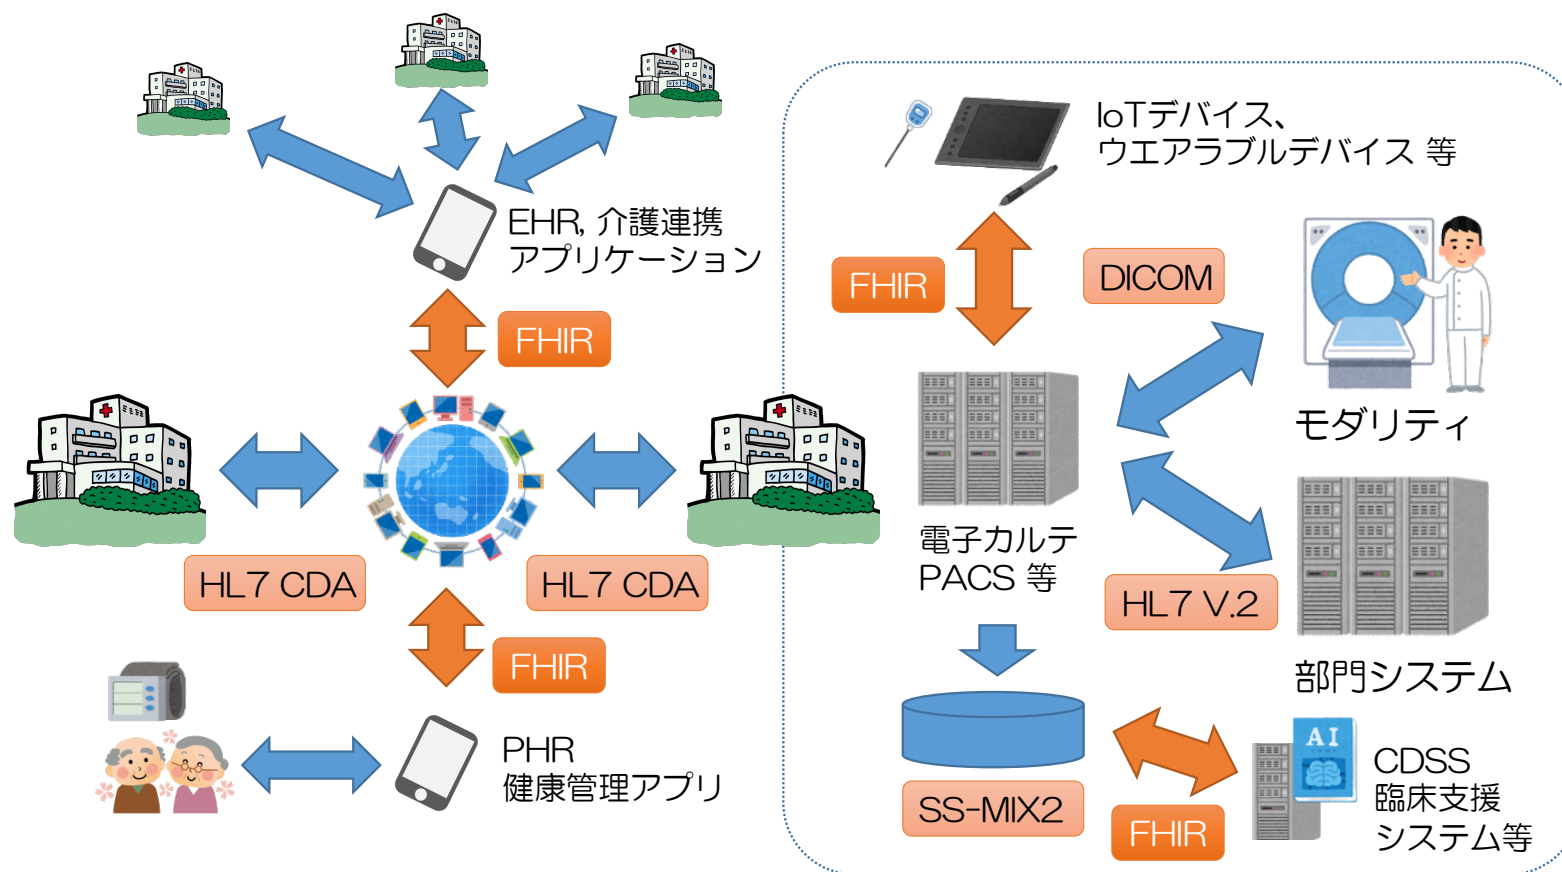 IoTデバイス、
ウエアラブルデバイス 等
EHR, 介護連携
アプリケーション
FHIR
DICOM
FHIR
モダリティ
電子カルテ
PACS 等
HL7 CDA
HL7 CDA
HL7 V.2
FHIR
部門システム
PHR
健康管理アプリ
SS-MIX2
FHIR
AI
CDSS
臨床支援
システム等